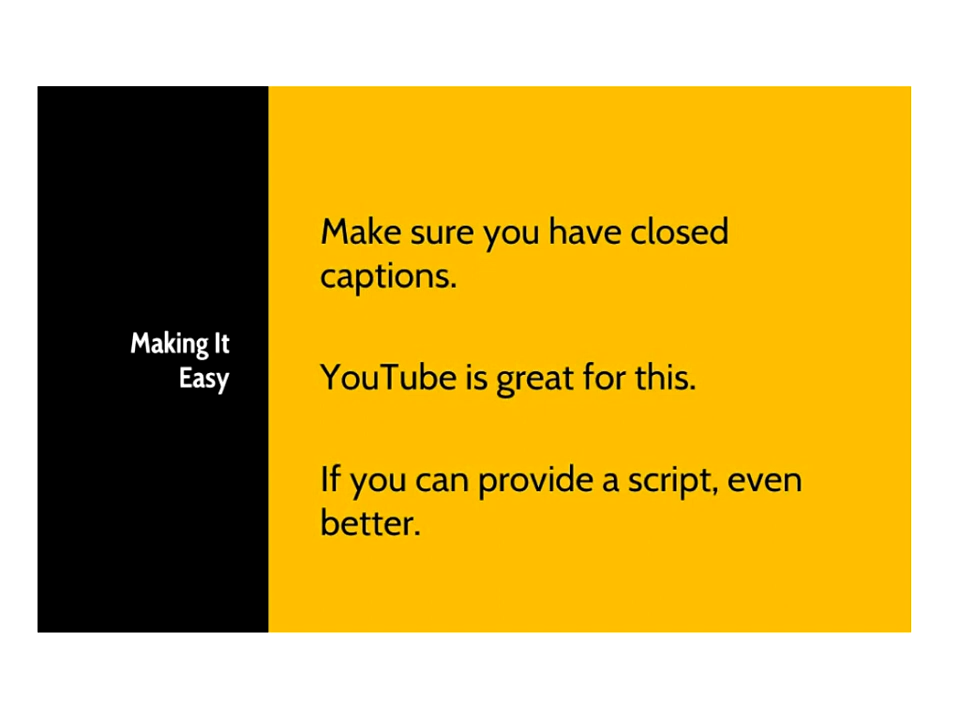 Making It
Easy
Make sure you have closed
captions.
YouTube is great for this.
If you can provide a script, even
better.